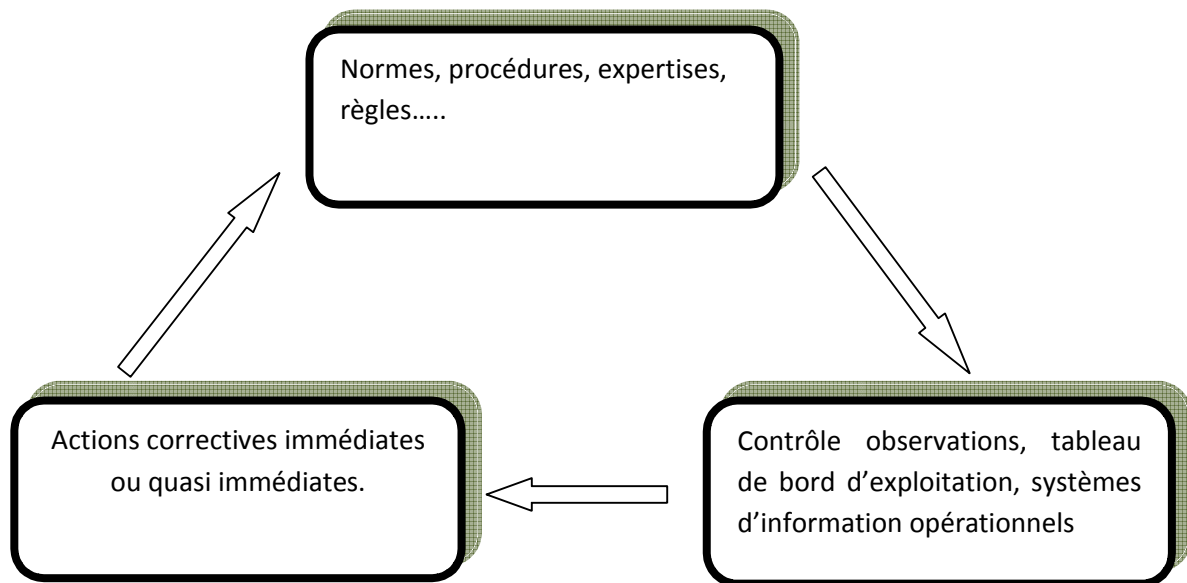 Normes, procédures, expertises,
règles…..
Actions correctives immédiates
ou quasi immédiates.
Contrôle observations, tableau
de bord d’exploitation, systèmes
d’information opérationnels